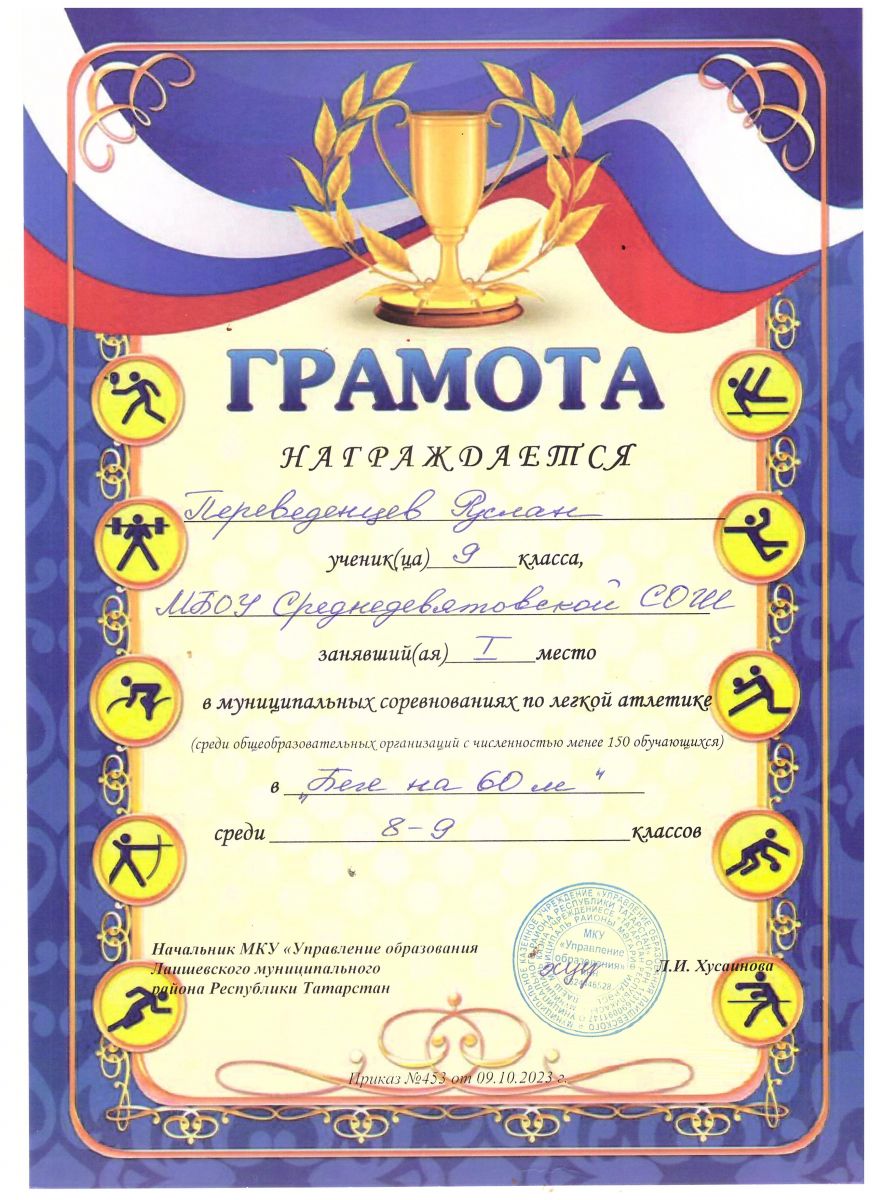 ГРАМОТА
НАГРАЖДАЕТСЯ
Переведенцев Руслан
ученик(ца) 9 класса,
МБОУ Среднедевятовской СОШ
занявший(ая) I место
в муниципальных соревнованиях по легкой атлетике
(среди общеобразовательных организаций с численностью менее 150 обучающихся)
в „Беге на 60 м"
среди 8-9 классов
Начальник МКУ «Управление образования
Лаишевского муниципального
района Республики Татарстан
МКУ
«Управление
образования»
Л.И. Хусаинова
Приказ №453 от 09.10.2023 г.